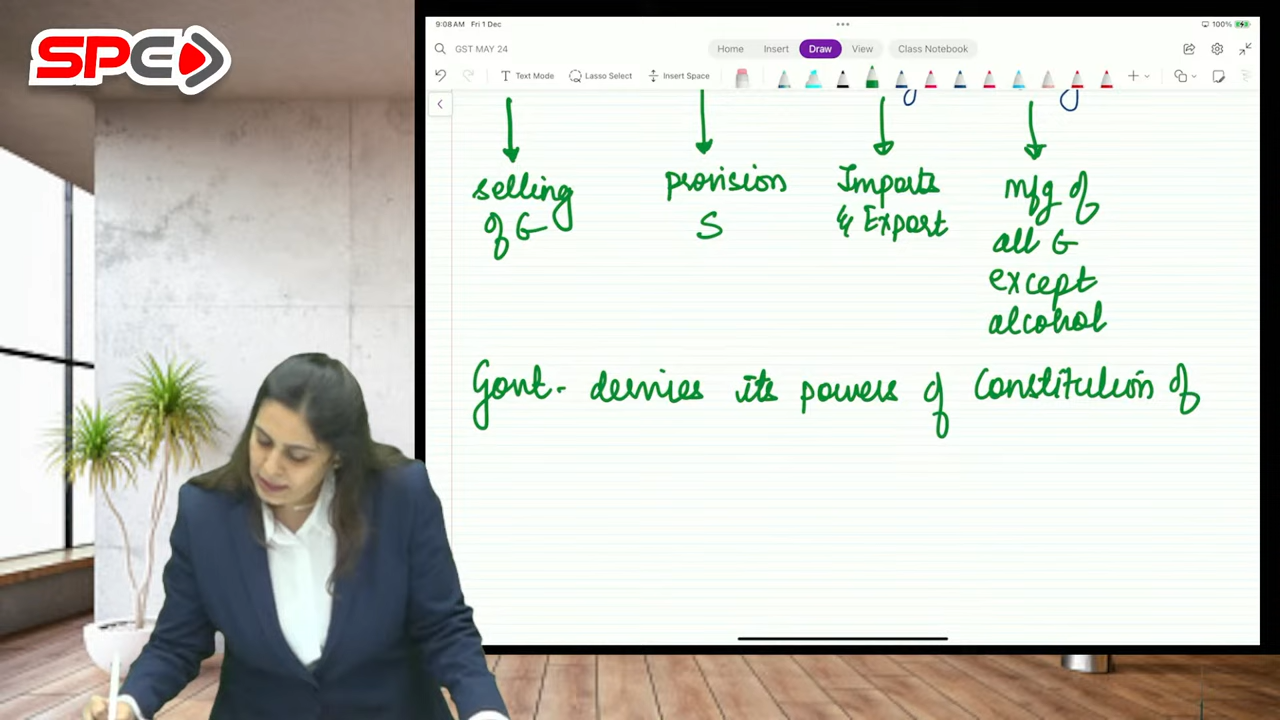 SPED
9:08 AM Fri 1 Dec
100%
GST MAY 24
Home Insert Draw View Class Notebook
Text Mode Lasso Select Insert Space
selling of G
provision S
Imports & Export
mfg of all G except alcohol
Govt. dervies its powers of Constitution of